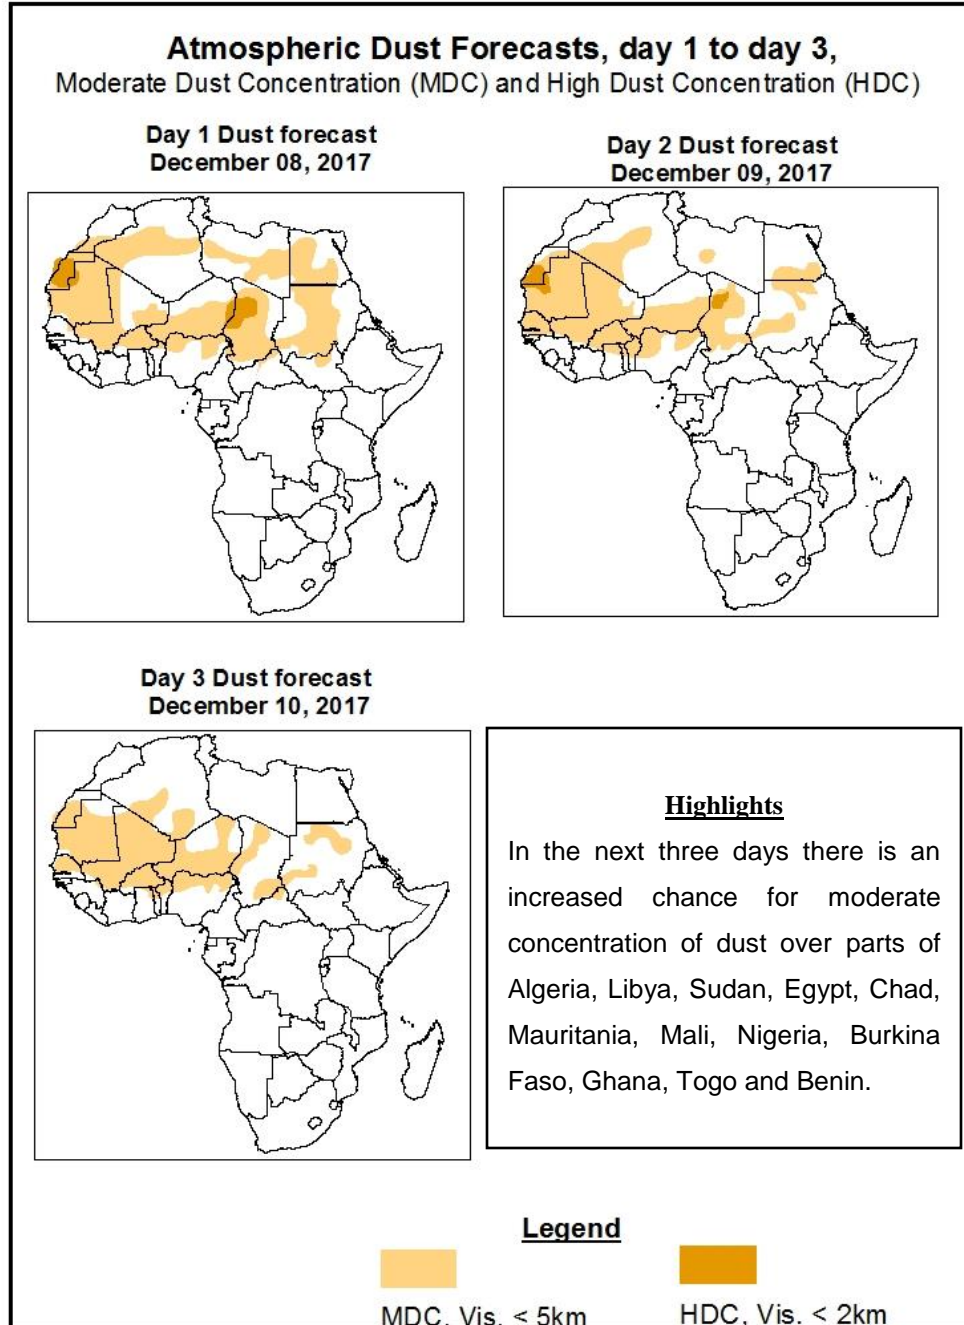 Atmospheric Dust Forecasts, day 1 to day 3,
Moderate Dust Concentration (MDC) and High Dust Concentration (HDC)
Day 1 Dust forecast
December 08, 2017
Day 2 Dust forecast
December 09, 2017
Day 3 Dust forecast
December 10, 2017
Highlights
In the next three days there is an
increased chance for moderate
concentration of dust over parts of
Algeria, Libya, Sudan, Egypt, Chad,
Mauritania, Mali, Nigeria, Burkina
Faso, Ghana, Togo and Benin.
Legend
MDC, Vis. < 5km
HDC, Vis. < 2km